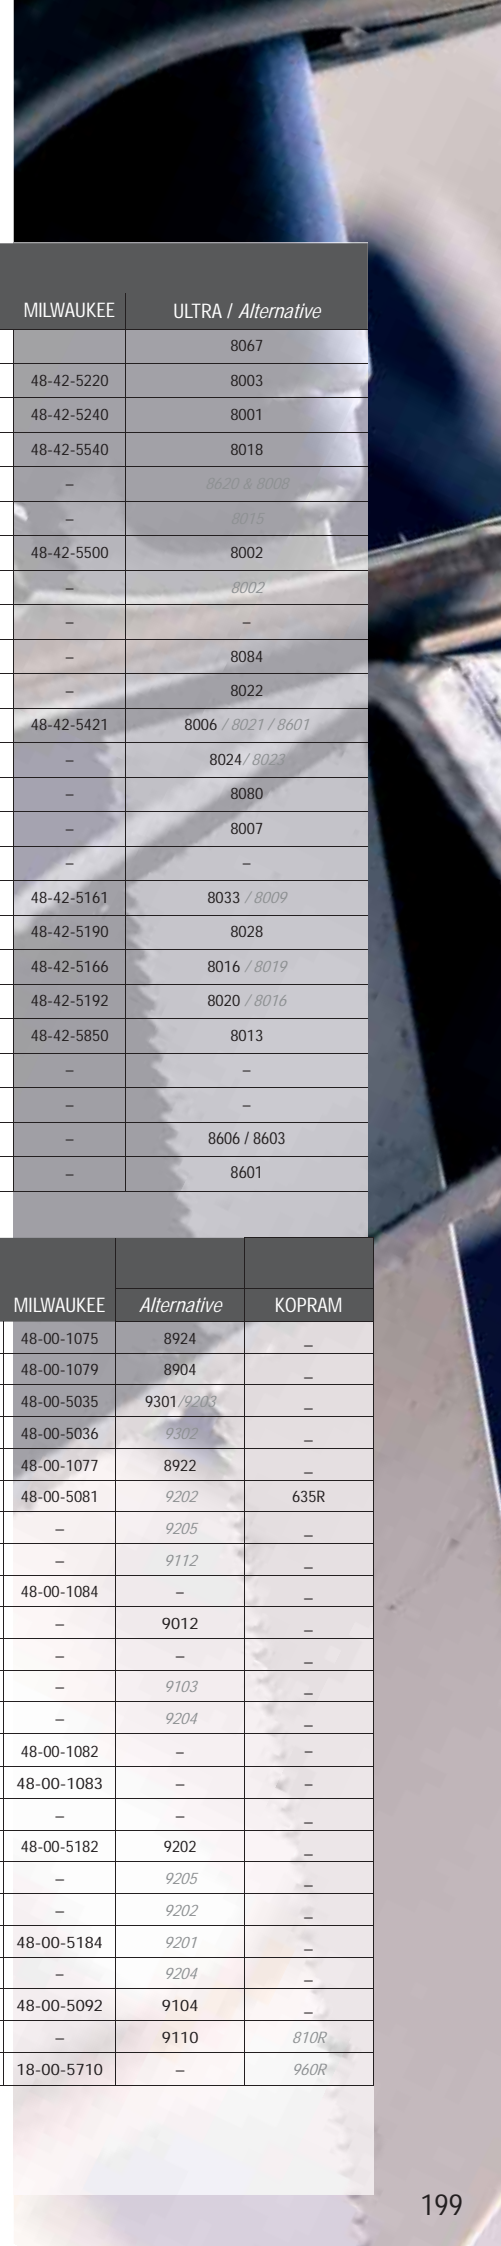 MILWAUKEE ULTRA / Alternative
8067
48-42-5220 8003
48-42-5240 8001
48-42-5540 8018
– 8620 & 8008
– 8015
48-42-5500 8002
– 8002
– –
– 8084
– 8022
48-42-5421 8006 / 8021 / 8601
– 8024 / 8023
– 8080
– 8007
– –
48-42-5161 8033 / 8009
48-42-5190 8028
48-42-5166 8016 / 8019
48-42-5192 8020 / 8016
48-42-5850 8013
– –
– –
– 8606 / 8603
– 8601
MILWAUKEE Alternative KOPRAM
48-00-1075 8924 –
48-00-1079 8904 –
48-00-5035 9301/9203 –
48-00-5036 9302 –
48-00-1077 8922 –
48-00-5081 9202 635R
– 9205 –
– 9112 –
48-00-1084 – –
– 9012 –
– – –
– 9103 –
– 9204 –
48-00-1082 – –
48-00-1083 – –
– – –
48-00-5182 9202 –
– 9205 –
– 9202 –
48-00-5184 9201 –
– 9204 –
48-00-5092 9104 –
– 9110 810R
18-00-5710 – 960R
199